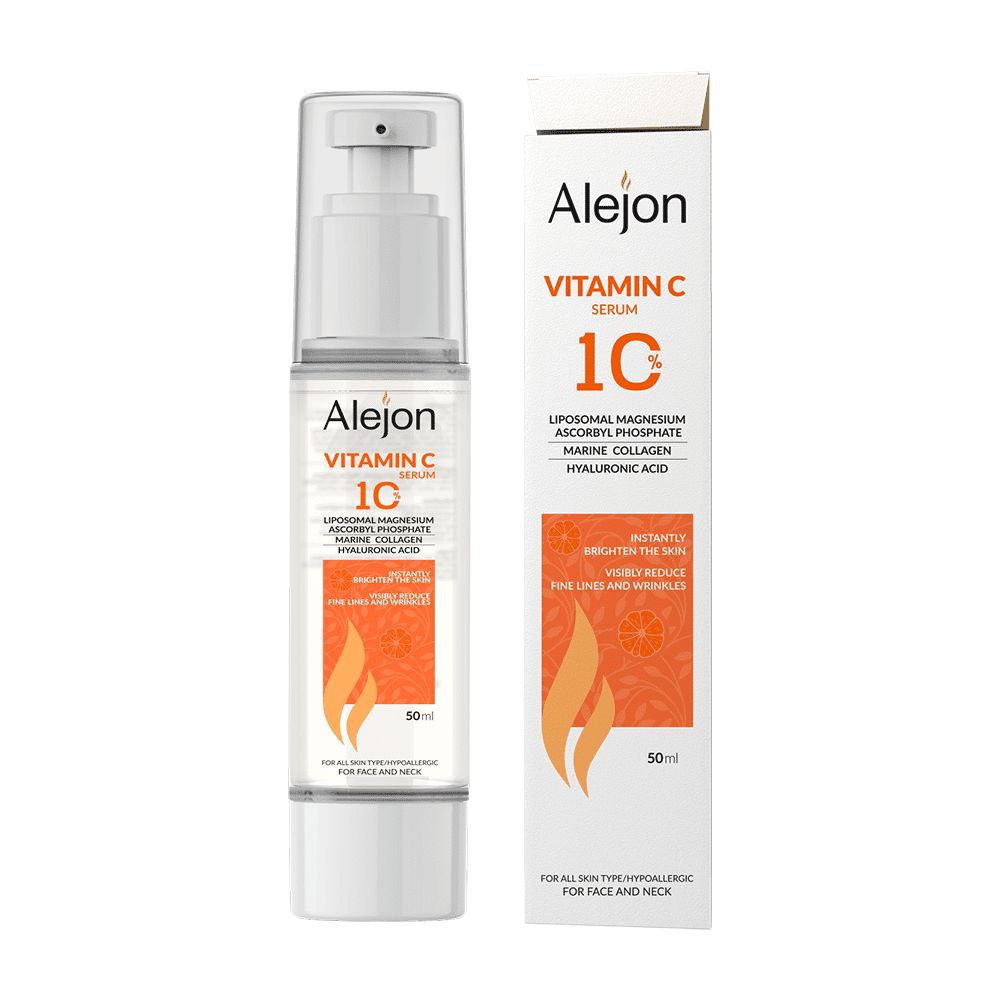 Alejon
VITAMIN C
SERUM
10%
LIPOSOMAL MAGNESIUM
ASCORBYL PHOSPHATE
MARINE COLLAGEN
HYALURONIC ACID
INSTANTLY
BRIGHTEN THE SKIN
VISIBLY REDUCE
FINE LINES AND WRINKLES
50ml
FOR ALL SKIN TYPE/HYPOALLERGIC
FOR FACE AND NECK
Alejon
VITAMIN C
SERUM
10%
LIPOSOMAL MAGNESIUM
ASCORBYL PHOSPHATE
MARINE COLLAGEN
HYALURONIC ACID
INSTANTLY
BRIGHTEN THE SKIN
VISIBLY REDUCE
FINE LINES AND WRINKLES
50ml
FOR ALL SKIN TYPE/HYPOALLERGIC
FOR FACE AND NECK